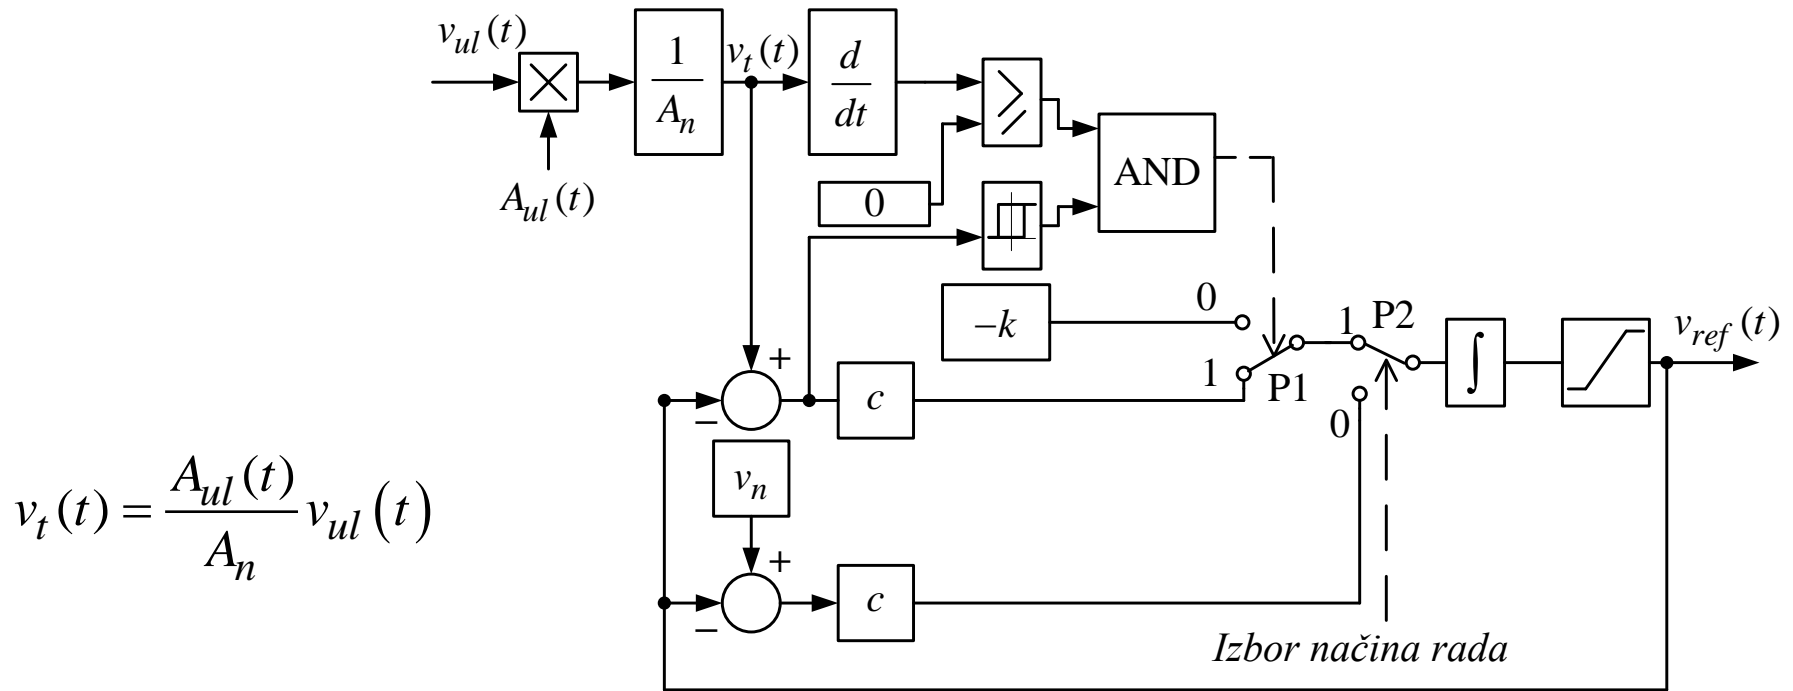 v_ul(t)
1
A_n
v_t(t)
d
dt
A_ul(t)
0
≥
AND
−k
0
1
P1
1
P2
0
∫
v_ref(t)
+
−
c
v_n
+
−
c
Izbor načina rada
v_t(t) = A_ul(t)/A_n v_ul(t)